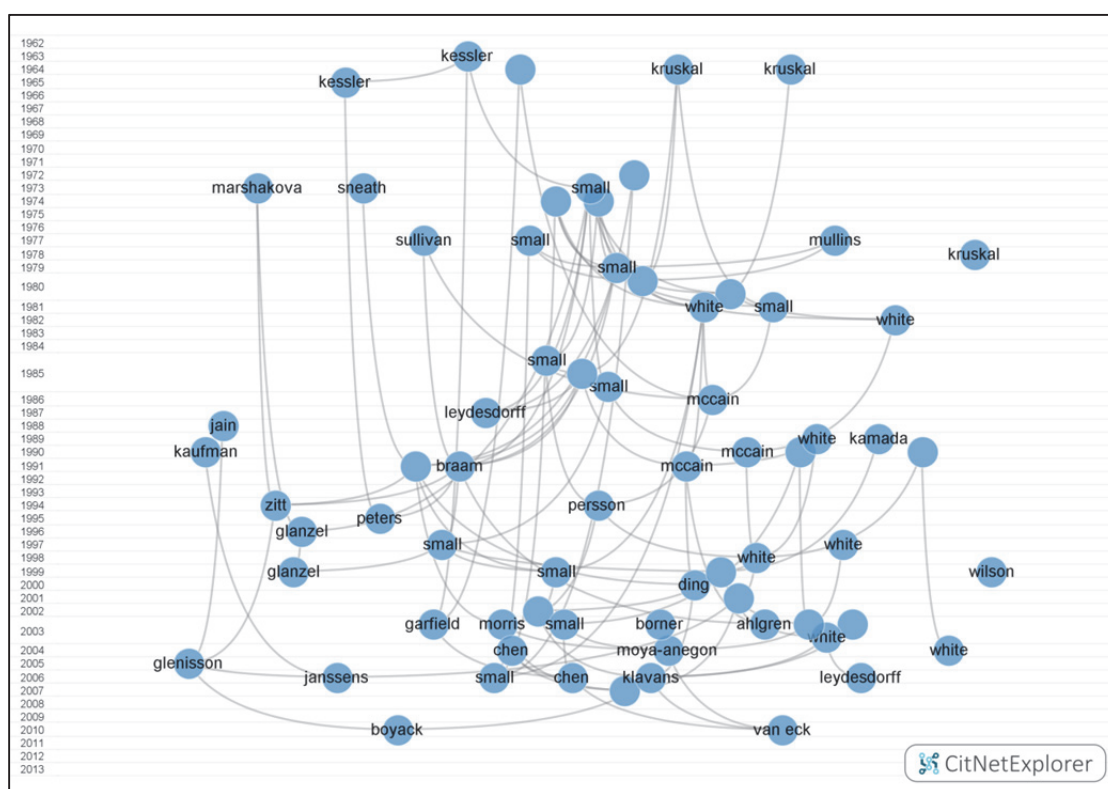 1962
1963
1964
1965
1966
1967
1968
1969
1970
1971
1972
1973
1974
1975
1976
1977
1978
1979
1980
1981
1982
1983
1984
1985
1986
1987
1988
1989
1990
1991
1992
1993
1994
1995
1996
1997
1998
1999
2000
2001
2002
2003
2004
2005
2006
2007
2008
2009
2010
2011
2012
2013
kessler
kessler kruskal kruskal
marshakova sneath small
sullivan small mullins
kruskal
small
white small
white
small
small
mccain
leydesdorff
jain
white kamada
kaufman mccain
braam mccain
zitt persson
peters
glanzel
small white
white
glanzel small wilson
ding
garfield morris small borner ahlgren
white
chen moya-anegon white
glenisson
janssens small chen klavans leydesdorff
boyack van eck
CitNetExplorer